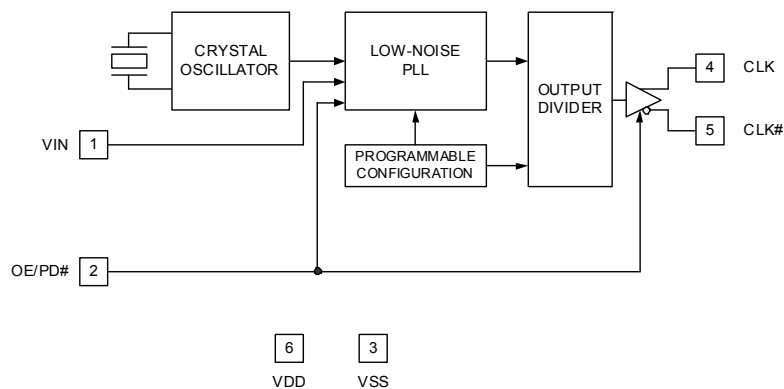 CRYSTAL
OSCILLATOR
LOW-NOISE
PLL
OUTPUT
DIVIDER
4 CLK
5 CLK#
VIN 1
PROGRAMMABLE
CONFIGURATION
OE/PD# 2
6 3
VDD VSS